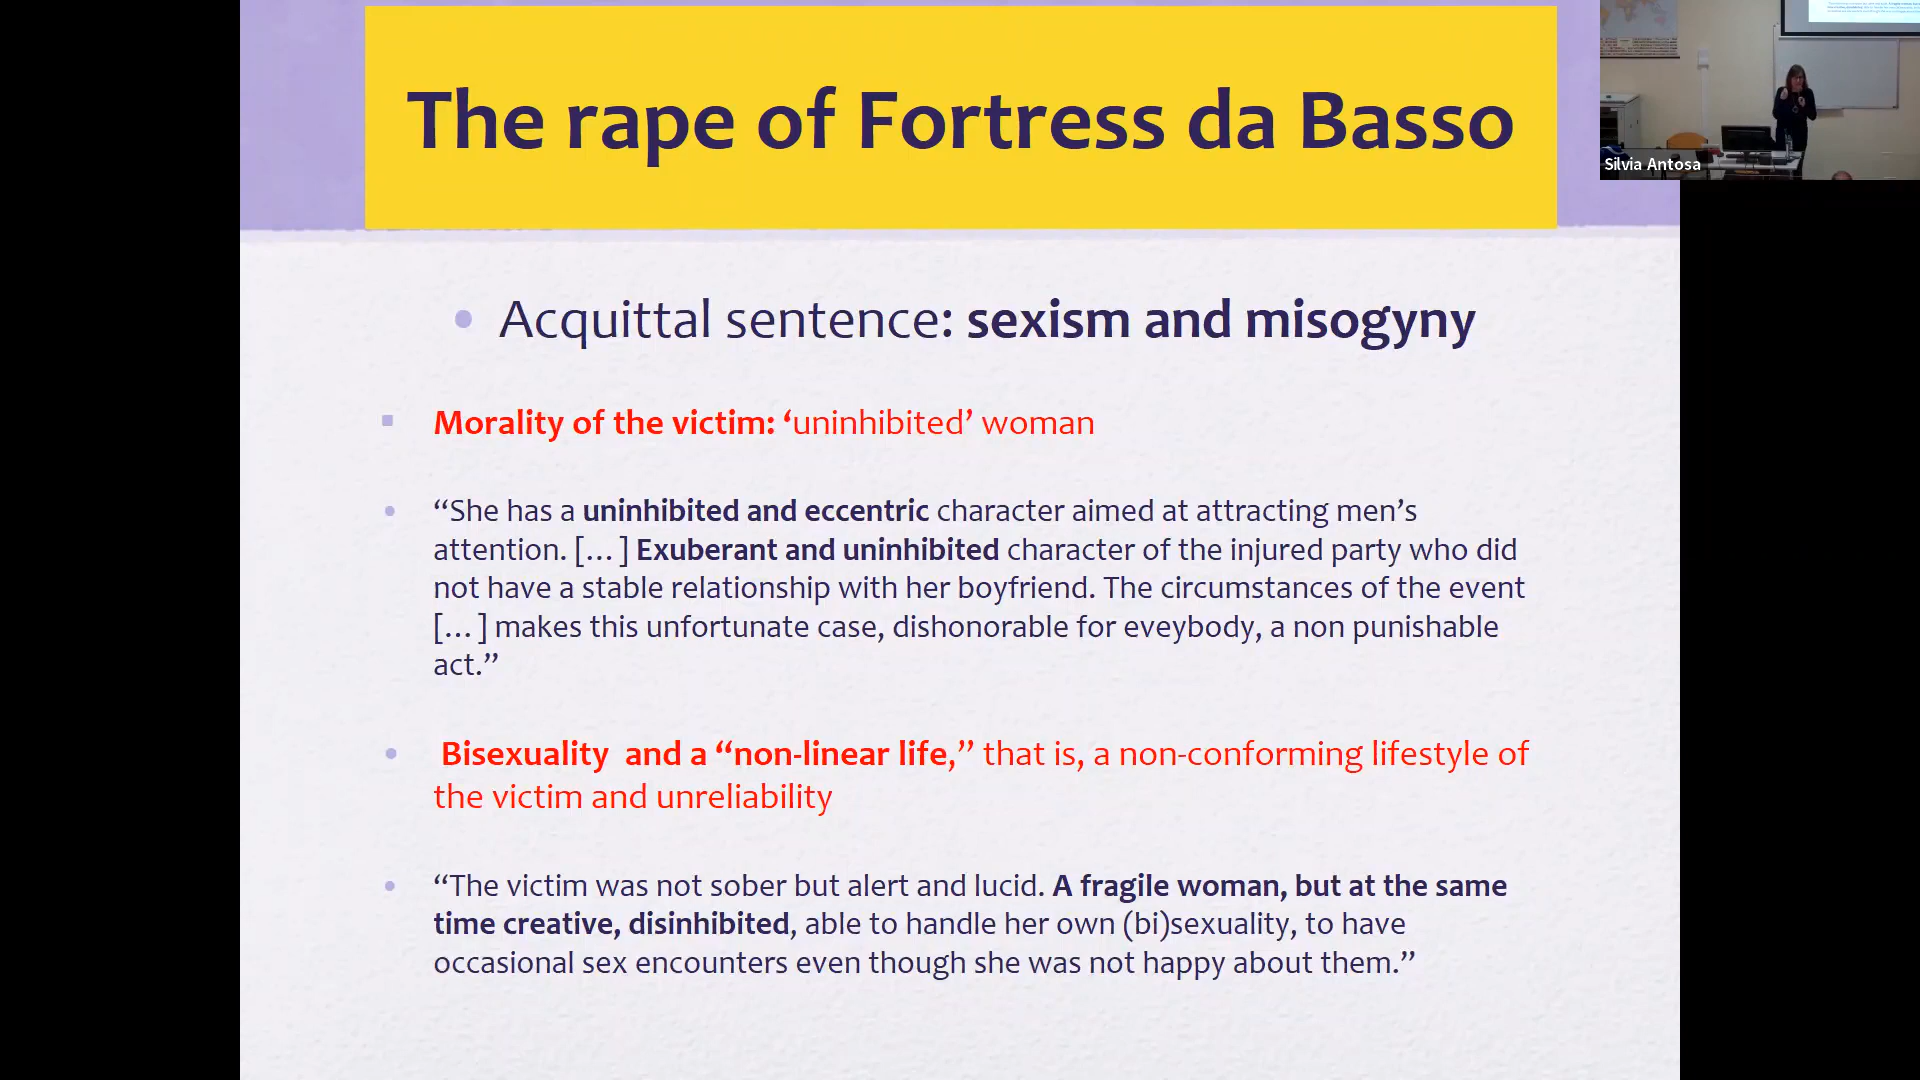 The rape of Fortress da Basso
Silvia Antosa
• Acquittal sentence: sexism and misogyny
▪ Morality of the victim: ‘uninhibited’ woman
• “She has a uninhibited and eccentric character aimed at attracting men’s
attention. […] Exuberant and uninhibited character of the injured party who did
not have a stable relationship with her boyfriend. The circumstances of the event
[…] makes this unfortunate case, dishonorable for eveybody, a non punishable
act.”
• Bisexuality and a “non-linear life,” that is, a non-conforming lifestyle of
the victim and unreliability
• “The victim was not sober but alert and lucid. A fragile woman, but at the same
time creative, disinhibited, able to handle her own (bi)sexuality, to have
occasional sex encounters even though she was not happy about them.”